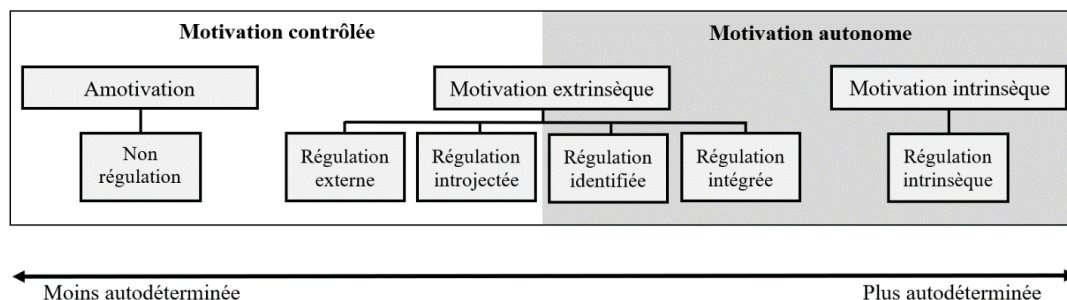 Motivation contrôlée
Motivation autonome
Amotivation
Motivation extrinsèque
Motivation intrinsèque
Non
régulation
Régulation
externe
Régulation
introjectée
Régulation
identifiée
Régulation
intégrée
Régulation
intrinsèque
Moins autodéterminée
Plus autodéterminée